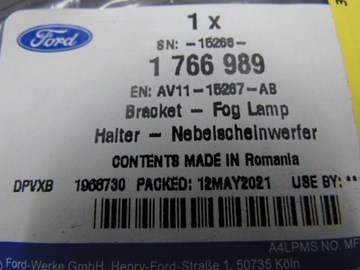 1 x
Ford
SN: -15266-
1 766 989
EN: AV11-15267-AB
Bracket - Fog Lamp
Halter - Nebelscheinwerfer
CONTENTS MADE IN Romania
DPVXB 1966730 PACKED: 12MAY2021 USE BY: **
A4LPMS NO. MF
Ford-Werke GmbH, Henry-Ford-Straße 1, 50735 Köln